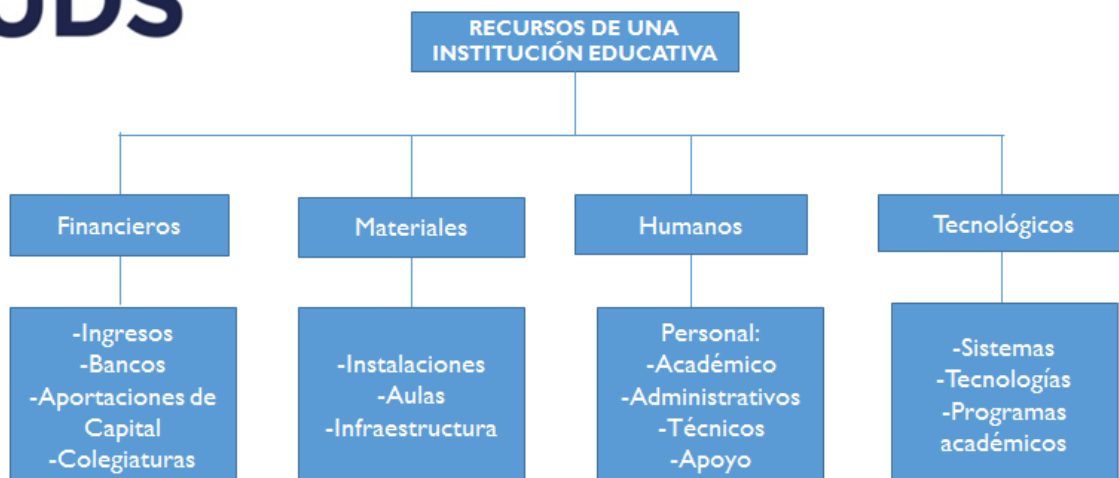 UDS
RECURSOS DE UNA
INSTITUCIÓN EDUCATIVA
Financieros
Materiales
Humanos
Tecnológicos
-Ingresos
-Bancos
-Aportaciones de
Capital
-Colegiaturas
-Instalaciones
-Aulas
-Infraestructura
Personal:
-Académico
-Administrativos
-Técnicos
-Apoyo
-Sistemas
-Tecnologías
-Programas
académicos